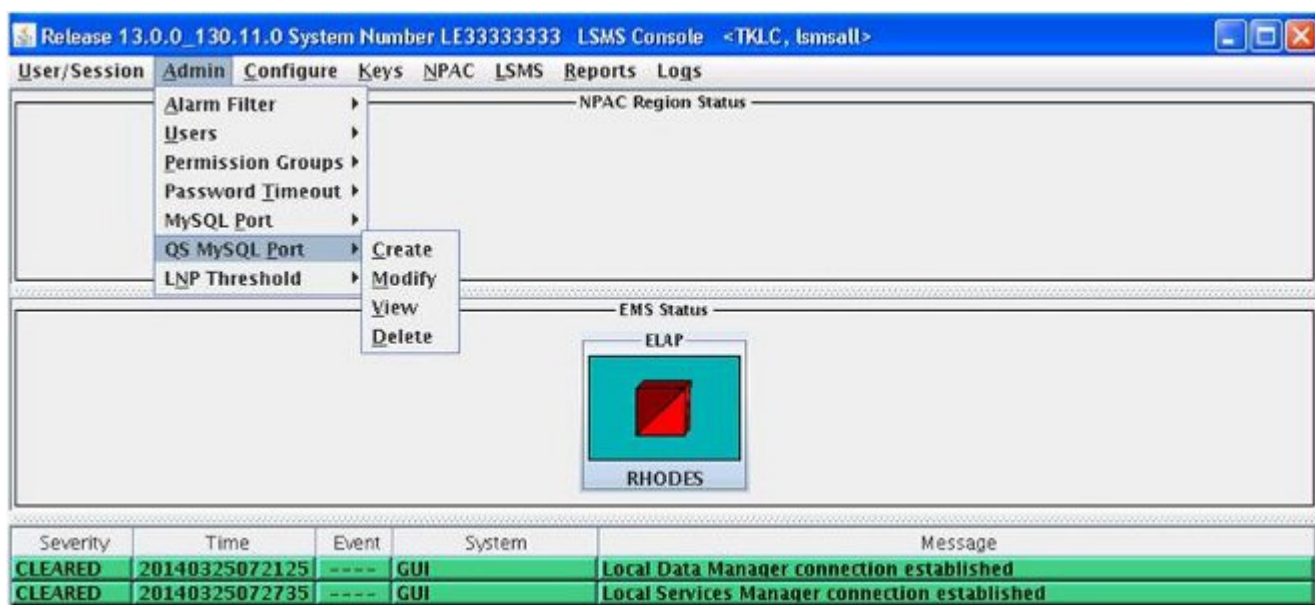 Release 13.0.0_130.11.0 System Number LE33333333 LSMS Console <TKLC, lsmsall>
User/Session Admin Configure Keys NPAC LSMS Reports Logs
NPAC Region Status
Alarm Filter
Users
Permission Groups
Password Timeout
MySQL Port
QS MySQL Port
LNP Threshold
Create
Modify
View
Delete
EMS Status
ELAP
RHODES
Severity Time Event System Message
CLEARED 20140325072125 ---- GUI Local Data Manager connection established
CLEARED 20140325072735 ---- GUI Local Services Manager connection established